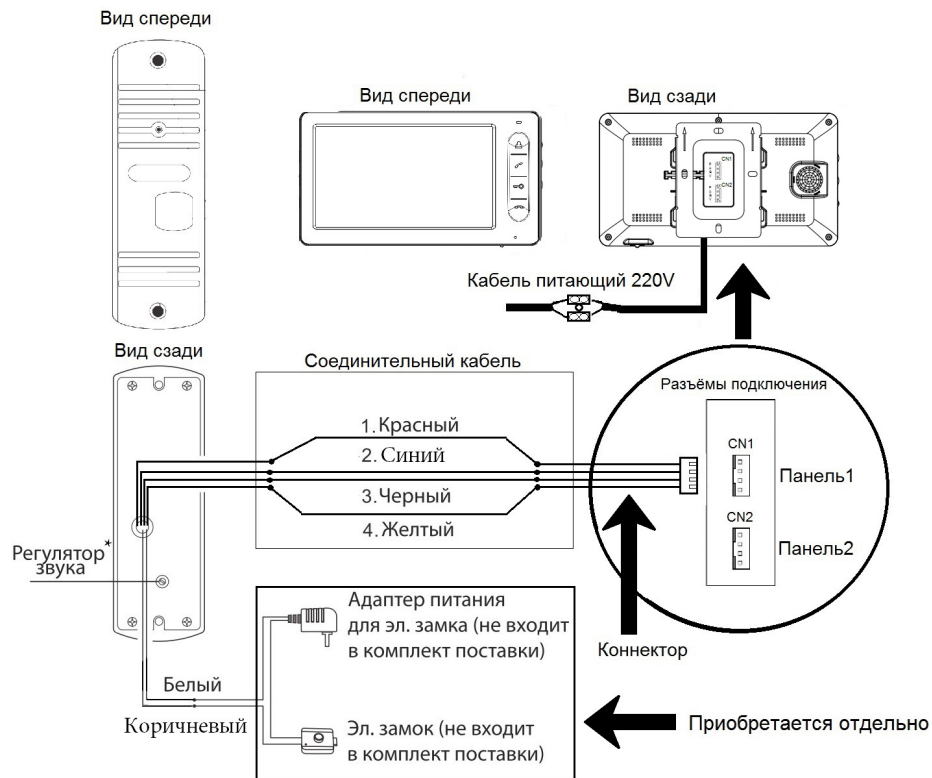 Вид спереди
Вид спереди
Вид сзади
CN1
CN2
Кабель питающий 220V
Вид сзади
Соединительный кабель
Разъёмы подключения
1. Красный
2. Синий
3. Черный
4. Желтый
CN1
Панель1
CN2
Панель2
Регулятор*
звука
Коннектор
Адаптер питания
для эл. замка (не входит
в комплект поставки)
Белый
Коричневый
Эл. замок (не входит
в комплект поставки)
Приобретается отдельно